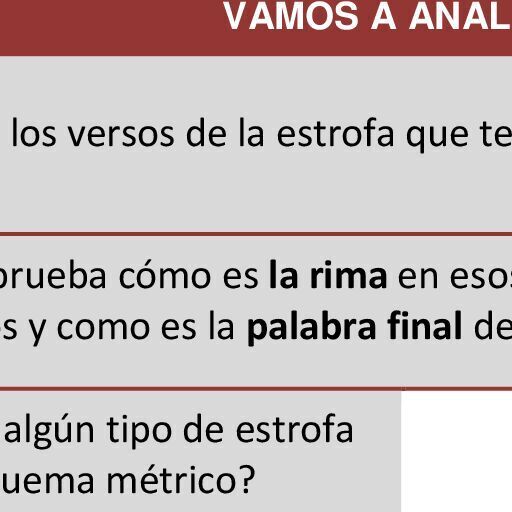 VAMOS A ANAL
los versos de la estrofa que te
prueba cómo es la rima en esos
s y como es la palabra final de
algún tipo de estrofa
uema métrico?